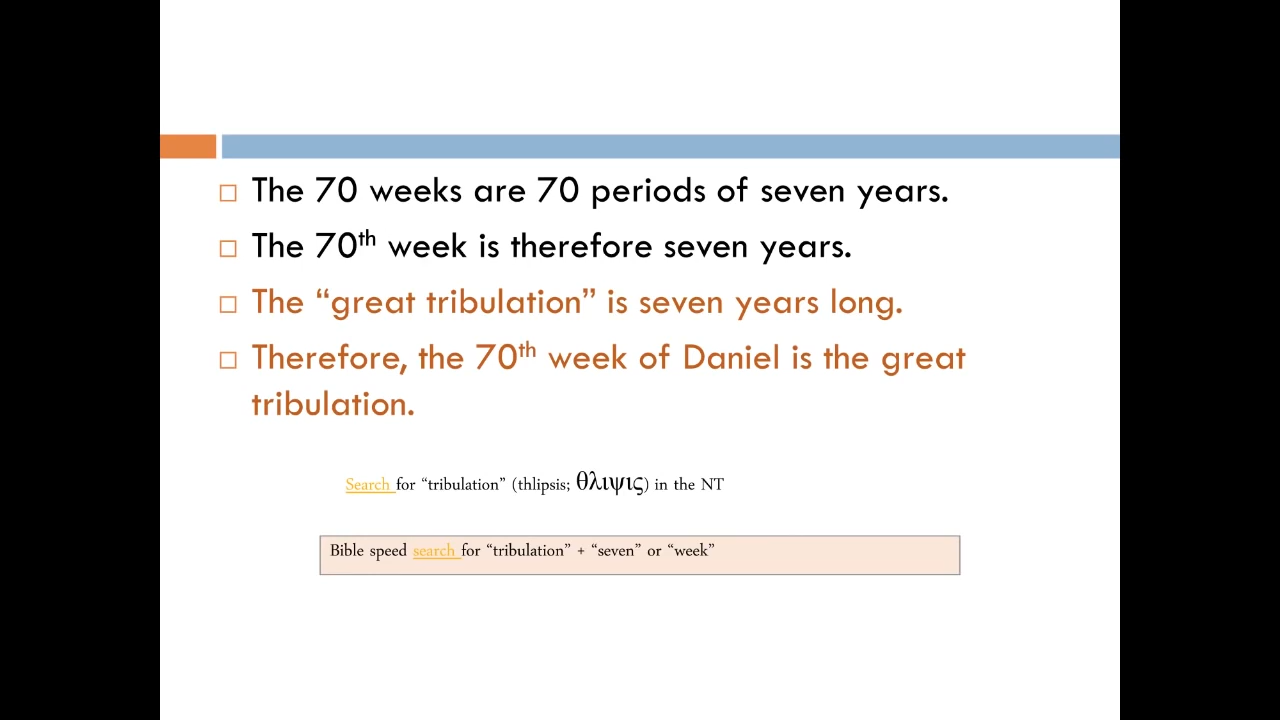 The 70 weeks are 70 periods of seven years.
The 70th week is therefore seven years.
The “great tribulation” is seven years long.
Therefore, the 70th week of Daniel is the great
tribulation.
Search for “tribulation” (thlipsis; θλιψις) in the NT
Bible speed search for “tribulation” + “seven” or “week”